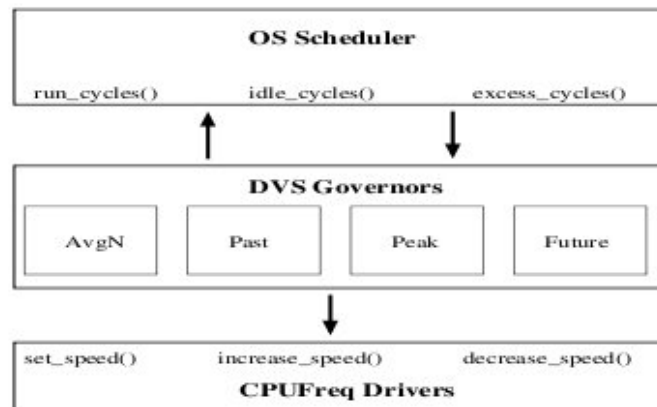 OS Scheduler
run_cycles() idle_cycles() excess_cycles()
DVS Governors
AvgN Past Peak Future
set_speed() increase_speed() decrease_speed()
CPUFreq Drivers